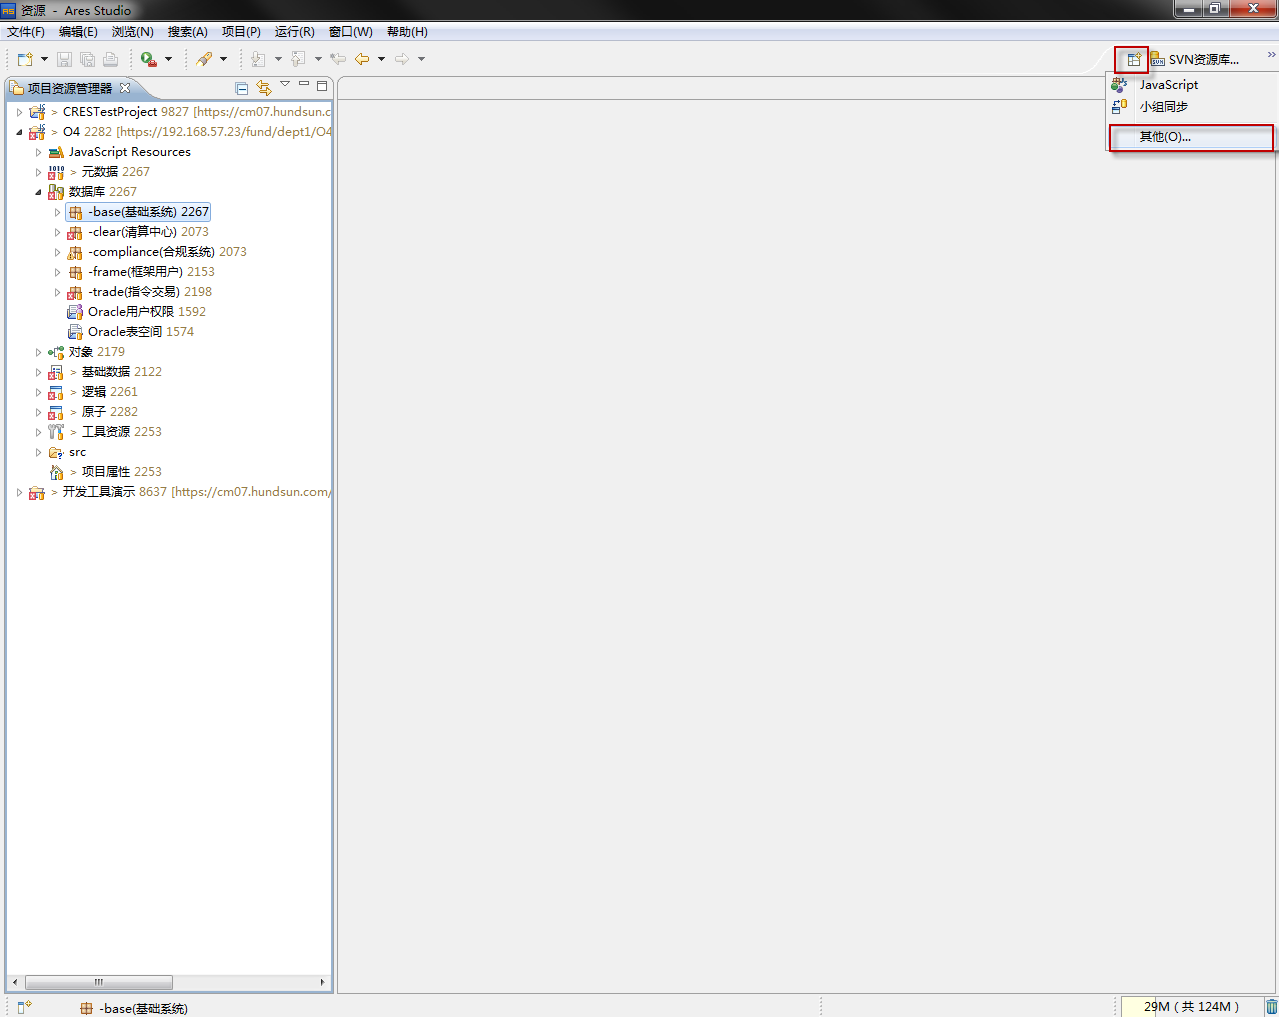 资源 - Ares Studio
文件(F) 编辑(E) 浏览(N) 搜索(A) 项目(P) 运行(R) 窗口(W) 帮助(H)
SVN资源库... »
JavaScript
小组同步
其他(O)...
项目资源管理器
> CRESTestProject 9827 [https://cm07.hundsun.c
> O4 2282 [https://192.168.57.23/fund/dept1/O4
JavaScript Resources
> 元数据 2267
数据库 2267
-base(基础系统) 2267
-clear(清算中心) 2073
-compliance(合规系统) 2073
-frame(框架用户) 2153
-trade(指令交易) 2198
Oracle用户权限 1592
Oracle表空间 1574
对象 2179
> 基础数据 2122
> 逻辑 2261
> 原子 2282
> 工具资源 2253
src
> 项目属性 2253
> 开发工具演示 8637 [https://cm07.hundsun.com/
-base(基础系统)
29M ( 共 124M )